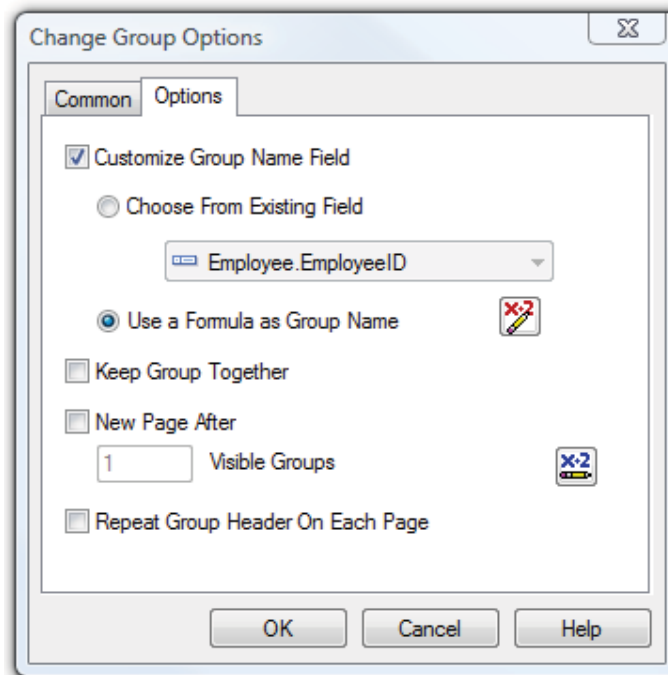 Change Group Options
Common Options
Customize Group Name Field
Choose From Existing Field
Employee.EmployeeID
Use a Formula as Group Name X+2
Keep Group Together
New Page After
1 Visible Groups X+2
Repeat Group Header On Each Page
OK Cancel Help